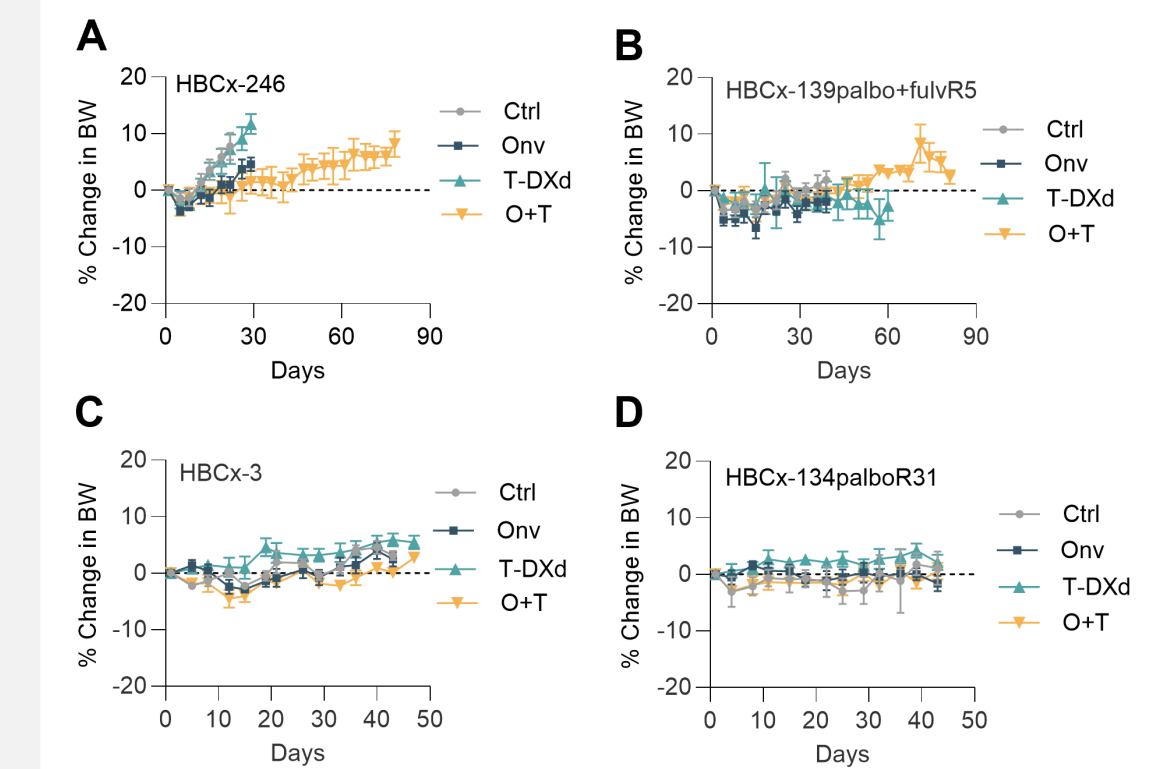 A
HBCx-246
% Change in BW
20
10
0
-10
-20
0 30 60 90
Days
Ctrl
Onv
T-DXd
O+T
B
HBCx-139palbo+fulvR5
% Change in BW
20
10
0
-10
-20
0 30 60 90
Days
Ctrl
Onv
T-DXd
O+T
C
HBCx-3
% Change in BW
20
10
0
-10
-20
0 10 20 30 40 50
Days
Ctrl
Onv
T-DXd
O+T
D
HBCx-134palboR31
% Change in BW
20
10
0
-10
-20
0 10 20 30 40 50
Days
Ctrl
Onv
T-DXd
O+T